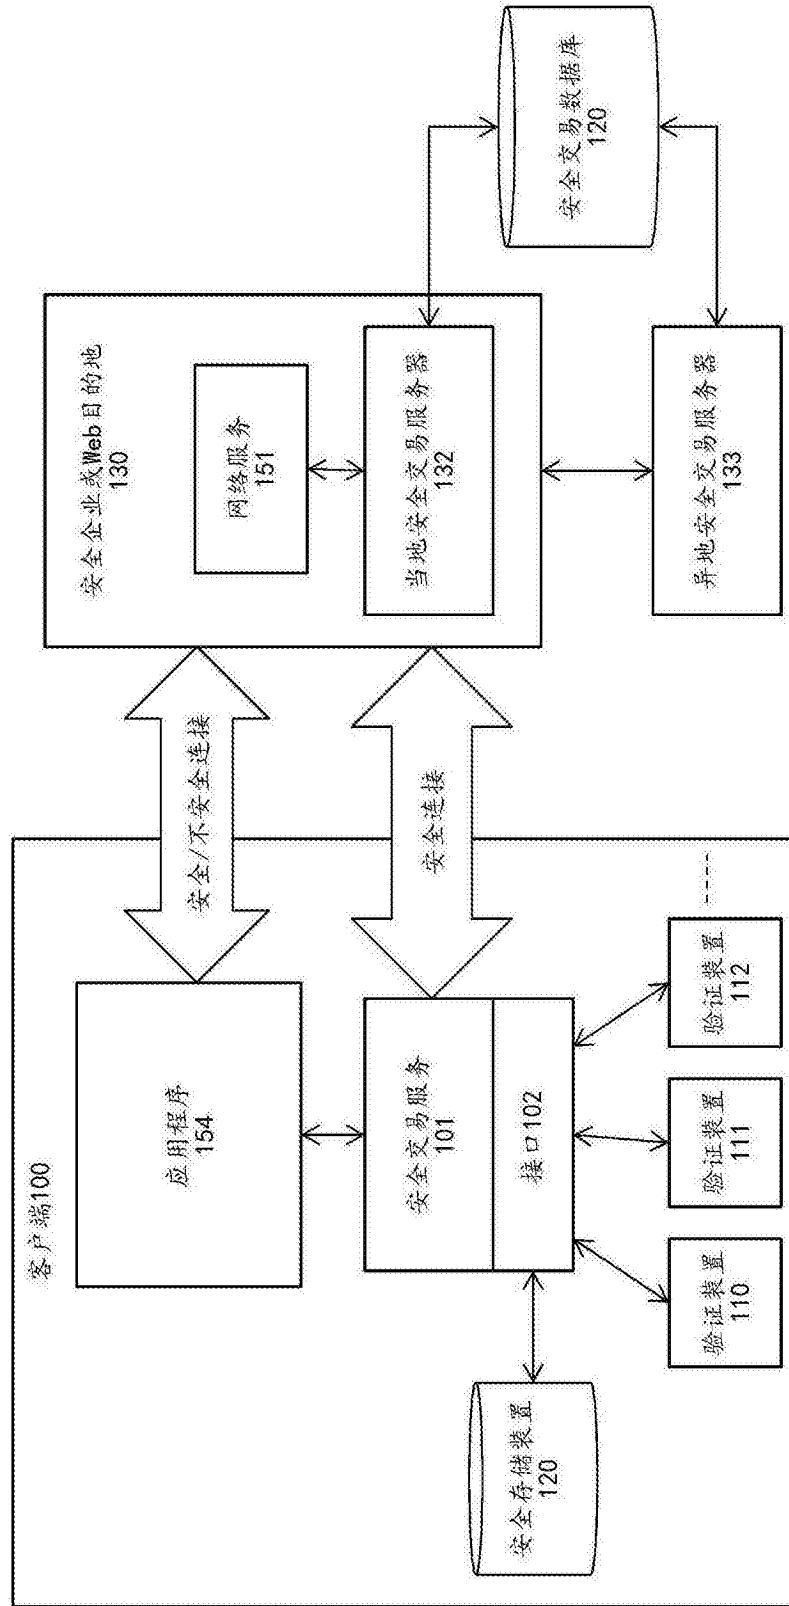 客户端100
应用程序
154
安全/不安全连接
安全企业或Web目的地
130
网络服务
151
安全交易服务
101
接口102
安全连接
当地安全交易服务器
132
安全交易数据库
120
安全存储装置
120
验证装置
110
验证装置
111
验证装置
112
异地安全交易服务器
133